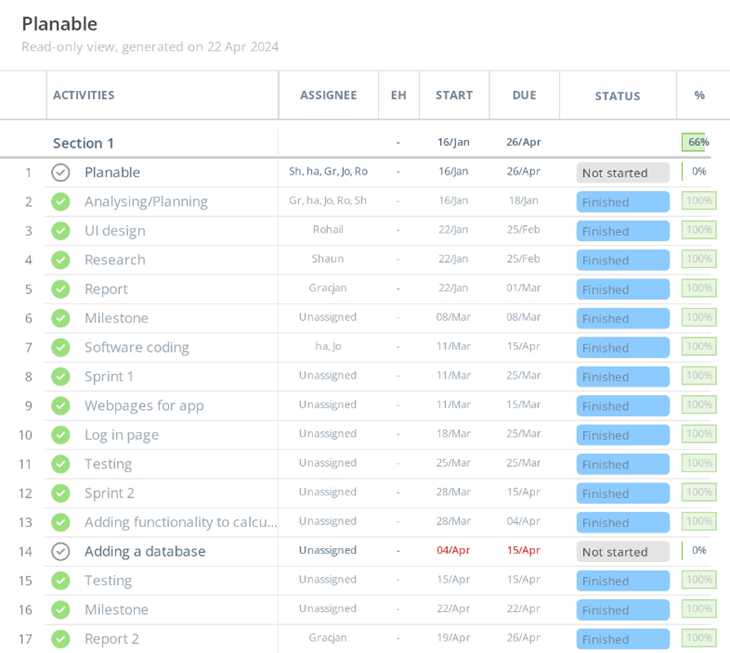 Planable
Read-only view, generated on 22 Apr 2024
ACTIVITIES ASSIGNEE EH START DUE STATUS %
Section 1 - 16/Jan 26/Apr 66%
1 Planable Sh, ha, Gr, Jo, Ro - 16/Jan 26/Apr Not started 0%
2 Analysing/Planning Gr, ha, Jo, Ro, Sh - 16/Jan 18/Jan Finished 100%
3 UI design Rohail - 22/Jan 25/Feb Finished 100%
4 Research Shaun - 22/Jan 25/Feb Finished 100%
5 Report Gracjan - 22/Jan 01/Mar Finished 100%
6 Milestone Unassigned - 08/Mar 08/Mar Finished 100%
7 Software coding ha, Jo - 11/Mar 15/Apr Finished 100%
8 Sprint 1 Unassigned - 11/Mar 25/Mar Finished 100%
9 Webpages for app Unassigned - 11/Mar 15/Mar Finished 100%
10 Log in page Unassigned - 18/Mar 25/Mar Finished 100%
11 Testing Unassigned - 25/Mar 25/Mar Finished 100%
12 Sprint 2 Unassigned - 28/Mar 15/Apr Finished 100%
13 Adding functionality to calcu... Unassigned - 28/Mar 04/Apr Finished 100%
14 Adding a database Unassigned - 04/Apr 15/Apr Not started 0%
15 Testing Unassigned - 15/Apr 15/Apr Finished 100%
16 Milestone Unassigned - 22/Apr 22/Apr Finished 100%
17 Report 2 Gracjan - 19/Apr 26/Apr Finished 100%